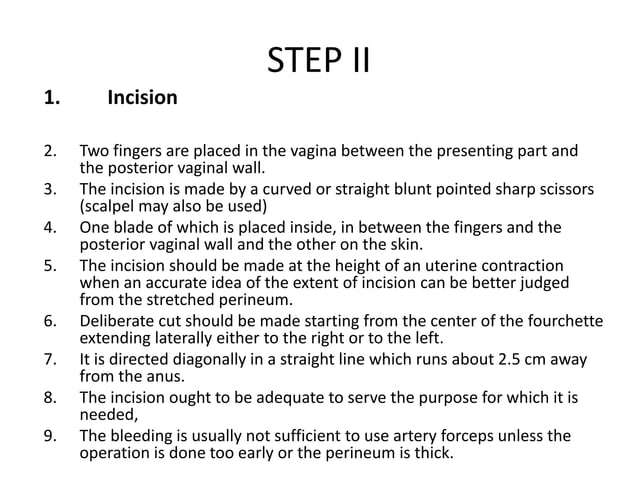 STEP II
1. Incision
2. Two fingers are placed in the vagina between the presenting part and
the posterior vaginal wall.
3. The incision is made by a curved or straight blunt pointed sharp scissors
(scalpel may also be used)
4. One blade of which is placed inside, in between the fingers and the
posterior vaginal wall and the other on the skin.
5. The incision should be made at the height of an uterine contraction
when an accurate idea of the extent of incision can be better judged
from the stretched perineum.
6. Deliberate cut should be made starting from the center of the fourchette
extending laterally either to the right or to the left.
7. It is directed diagonally in a straight line which runs about 2.5 cm away
from the anus.
8. The incision ought to be adequate to serve the purpose for which it is
needed,
9. The bleeding is usually not sufficient to use artery forceps unless the
operation is done too early or the perineum is thick.